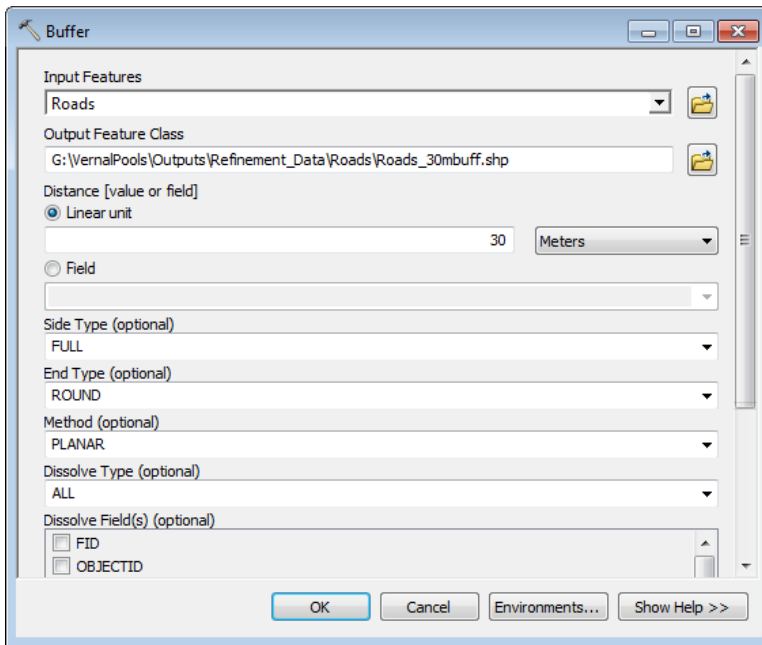 Buffer
Input Features
Roads
Output Feature Class
G:\VernalPools\Outputs\Refinement_Data\Roads\Roads_30mbuff.shp
Distance [value or field]
Linear unit
30 Meters
Field
Side Type (optional)
FULL
End Type (optional)
ROUND
Method (optional)
PLANAR
Dissolve Type (optional)
ALL
Dissolve Field(s) (optional)
FID
OBJECTID
OK Cancel Environments... Show Help >>